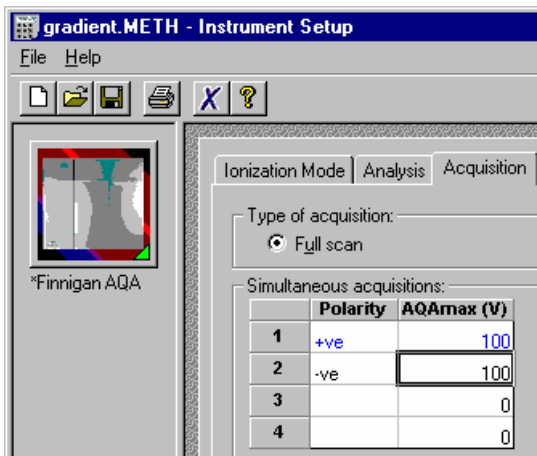 gradient.METH - Instrument Setup
File Help
Ionization Mode Analysis Acquisition
Type of acquisition:
Full scan
*Finnigan AQA
Simultaneous acquisitions:
Polarity AQAmax (V)
1 +ve 100
2 -ve 100
3 0
4 0